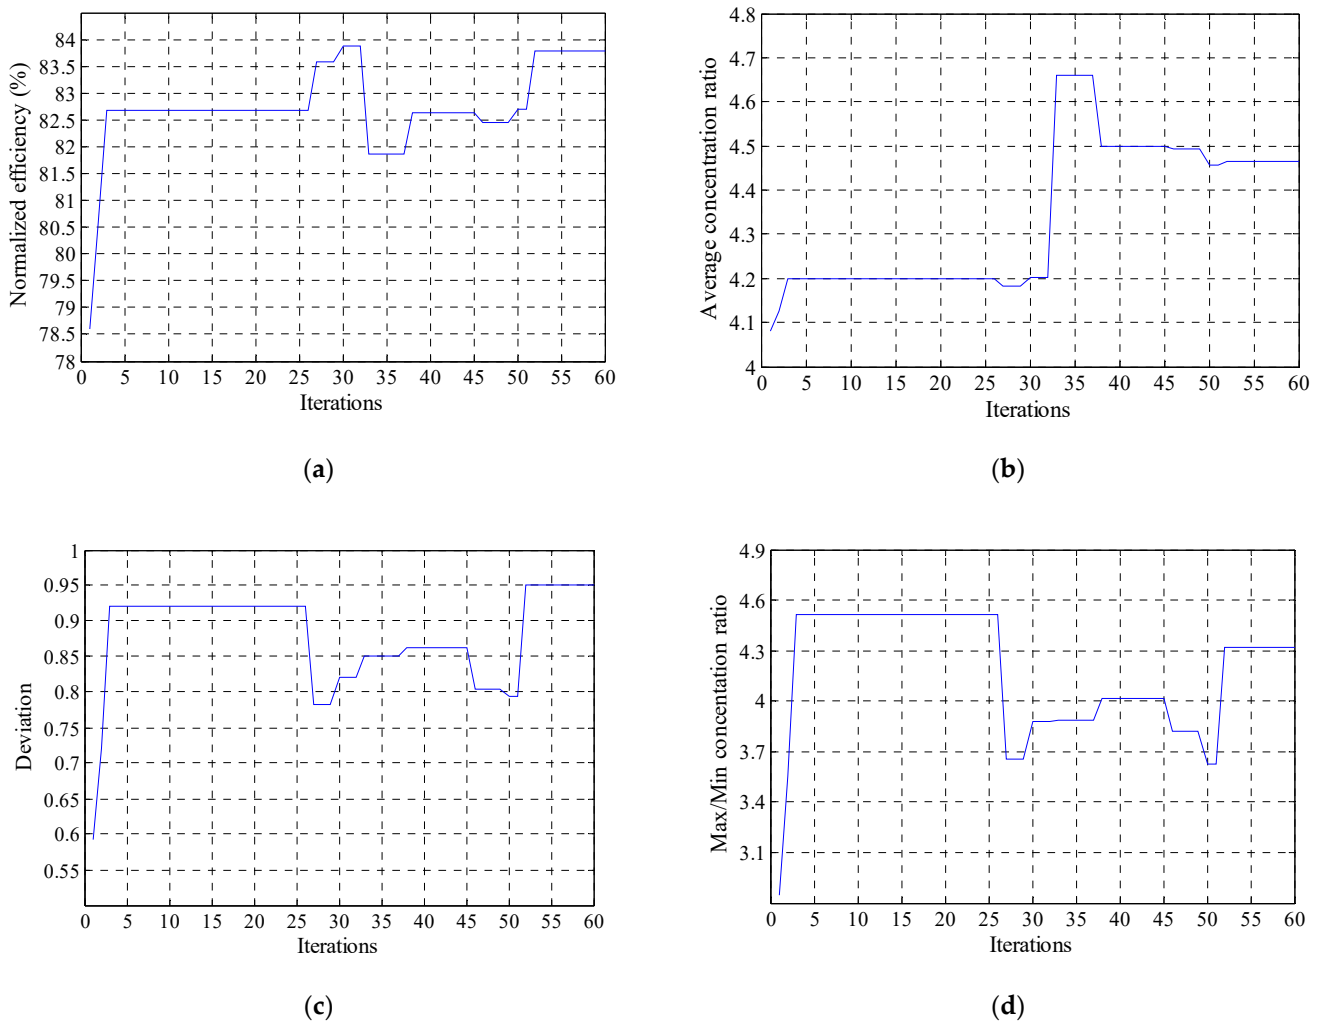 Normalized efficiency (%)
84
83.5
83
82.5
82
81.5
81
80.5
80
79.5
79
78.5
78
0 5 10 15 20 25 30 35 40 45 50 55 60
Iterations
(a)
Average concentration ratio
4.8
4.7
4.6
4.5
4.4
4.3
4.2
4.1
4
0 5 10 15 20 25 30 35 40 45 50 55 60
Iterations
(b)
Deviation
1
0.95
0.9
0.85
0.8
0.75
0.7
0.65
0.6
0.55
0 5 10 15 20 25 30 35 40 45 50 55 60
Iterations
(c)
Max/Min concentation ratio
4.9
4.6
4.3
4
3.7
3.4
3.1
0 5 10 15 20 25 30 35 40 45 50 55 60
Iterations
(d)